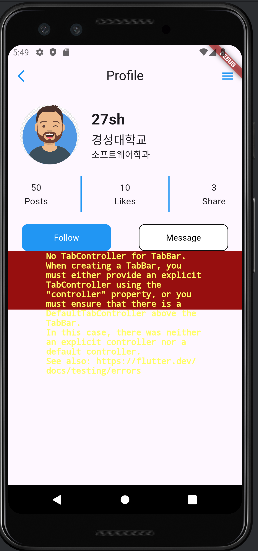 5:49
DEBUG
Profile
27sh
경성대학교
소프트웨어학과
50
10
3
Posts
Likes
Share
Follow
Message
No TabController for TabBar.
When creating a TabBar, you
must either provide an explicit
TabController using the
"controller" property, or you
must ensure that there is a
DefaultTabController above the
TabBar.
In this case, there was neither
an explicit controller nor a
default controller.
See also: https://flutter.dev/
docs/testing/errors